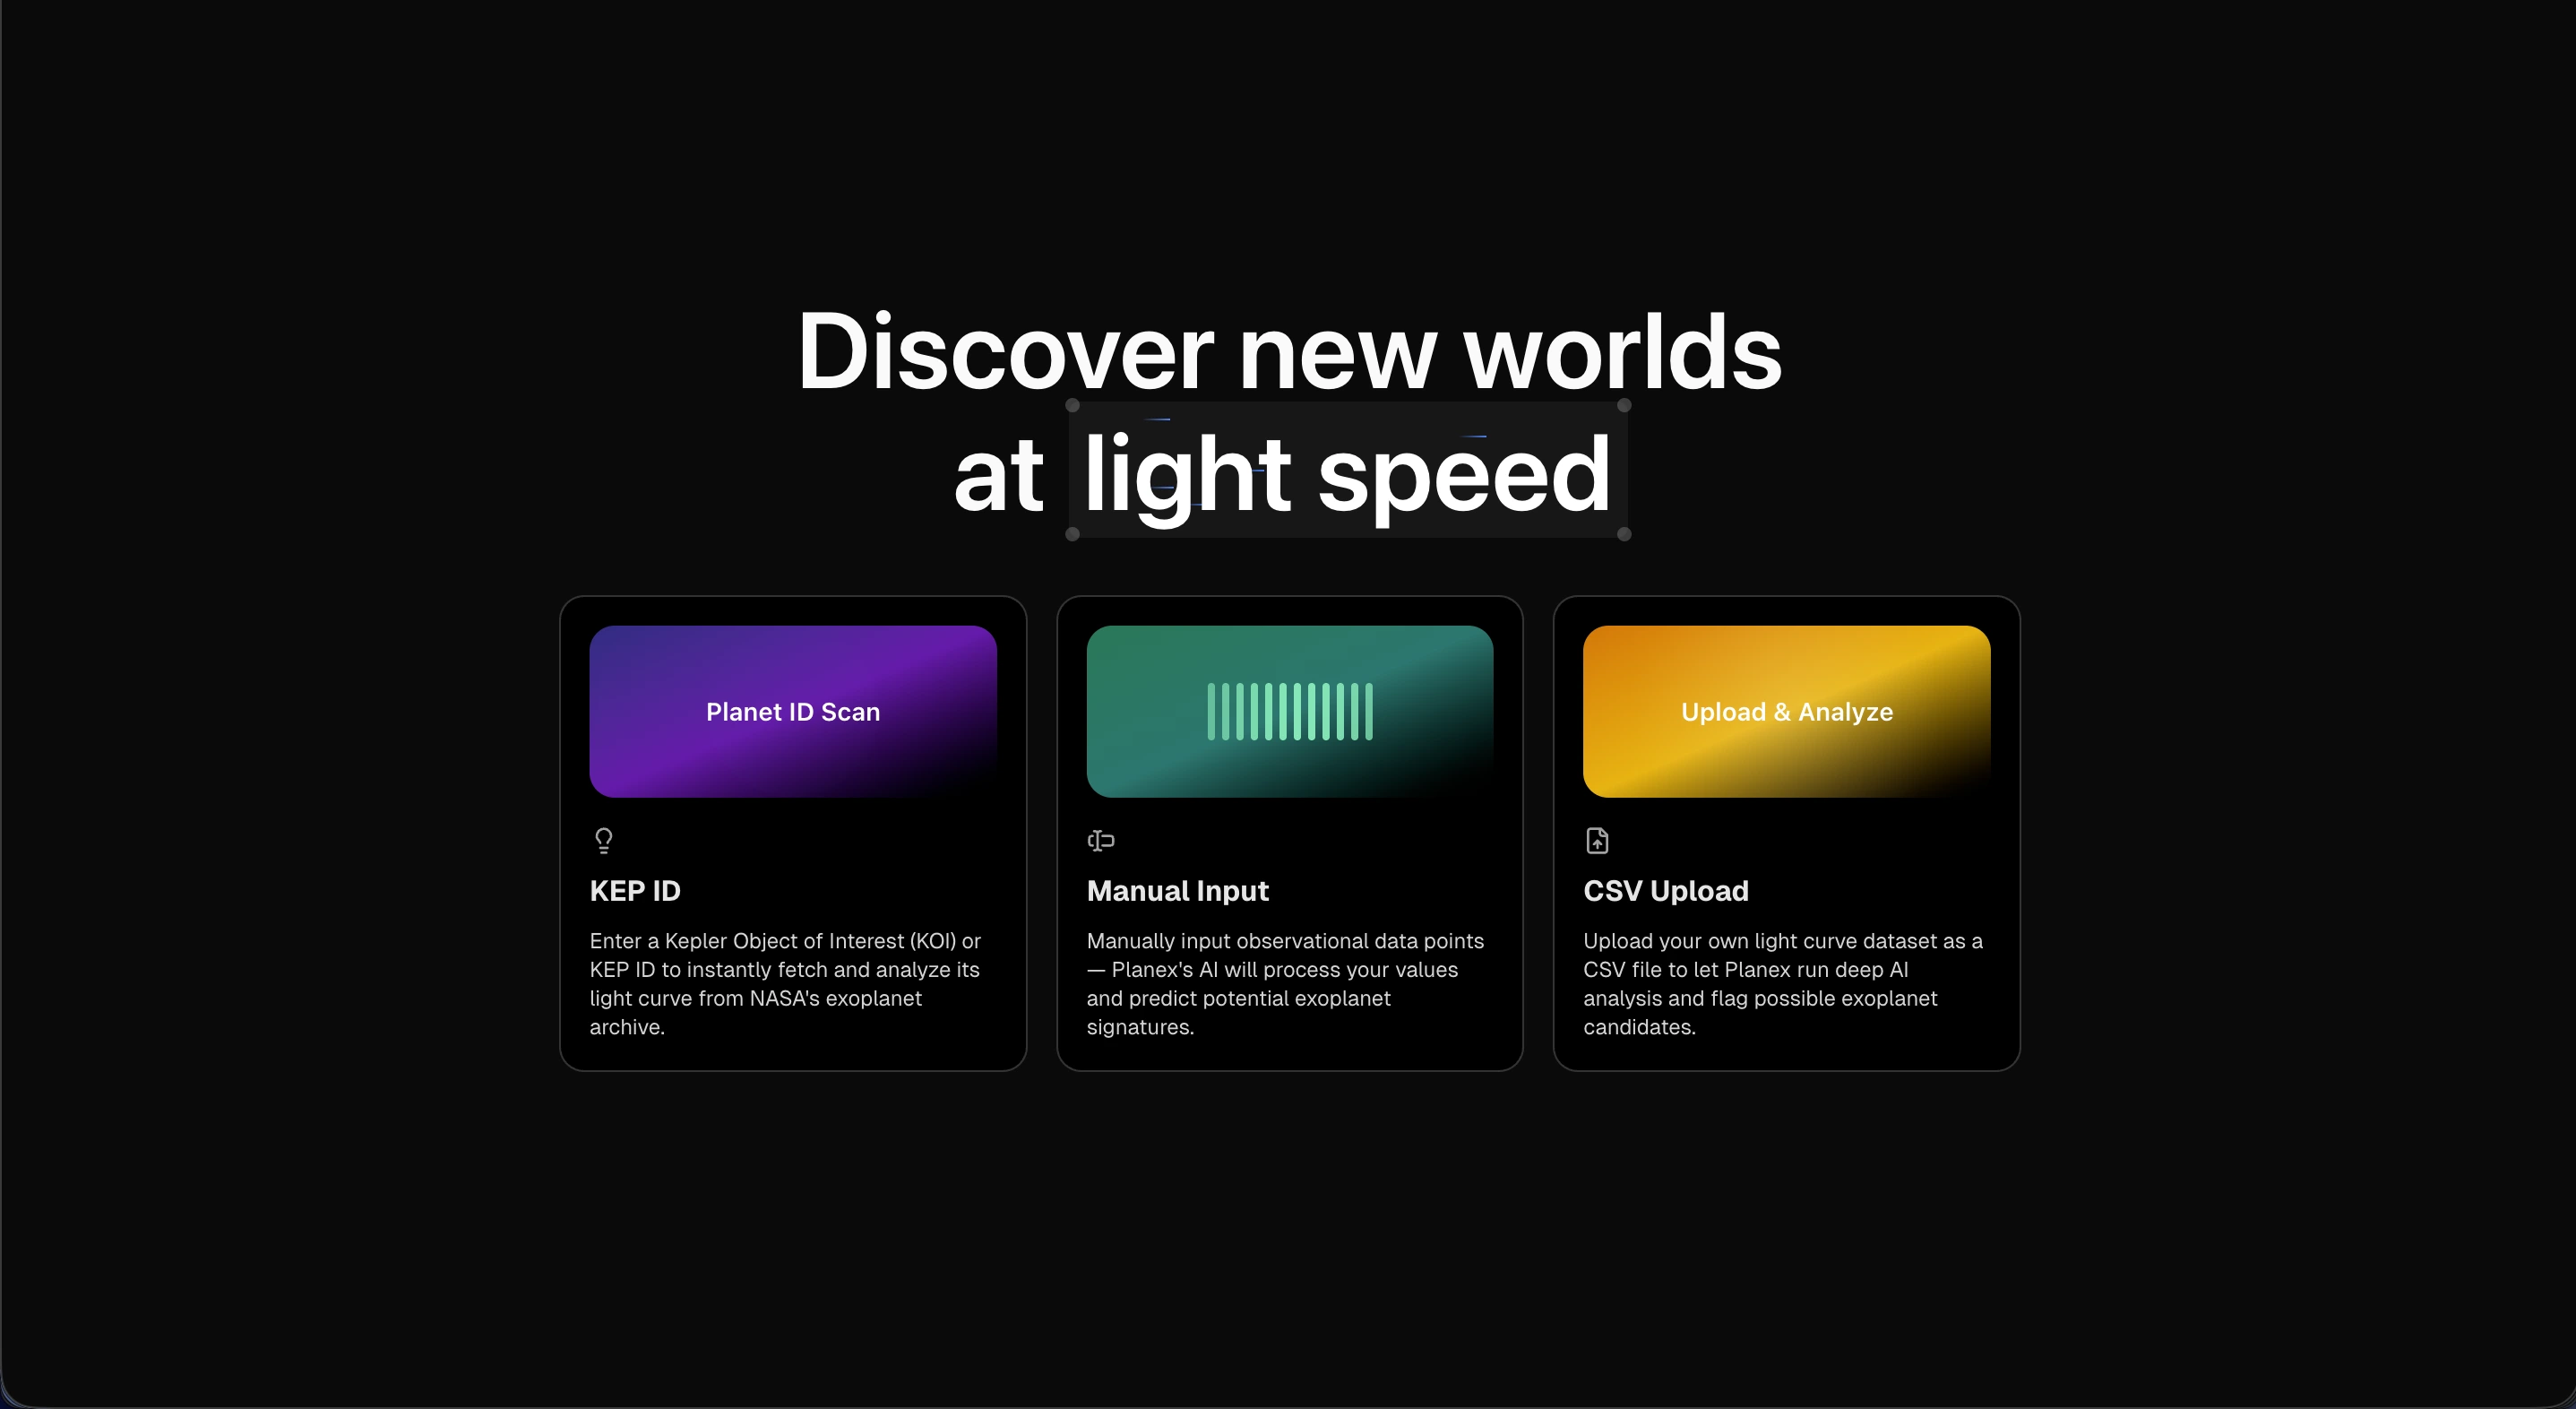 Discover new worlds
at light speed
Planet ID Scan
KEP ID
Enter a Kepler Object of Interest (KOI) or
KEP ID to instantly fetch and analyze its
light curve from NASA's exoplanet
archive.
Manual Input
Manually input observational data points
— Planex's AI will process your values
and predict potential exoplanet
signatures.
Upload & Analyze
CSV Upload
Upload your own light curve dataset as a
CSV file to let Planex run deep AI
analysis and flag possible exoplanet
candidates.